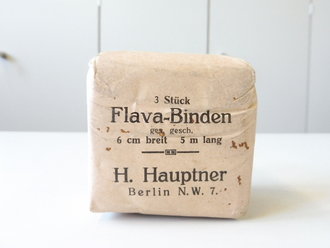 3 Stück
Flava-Binden
ges. gesch.
6 cm breit 5 m lang
H. Hauptner
Berlin N.W. 7.